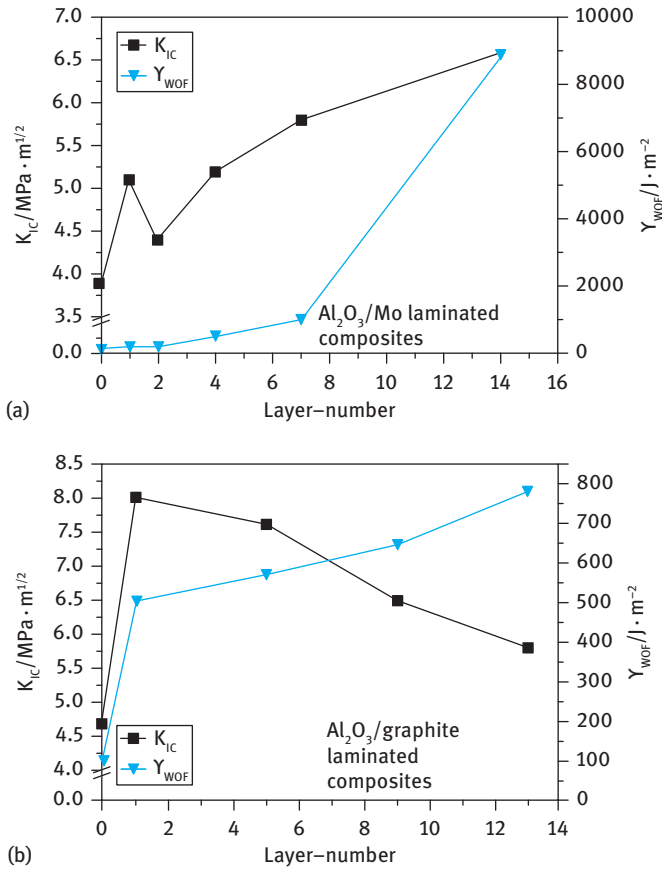 7.0
6.5
6.0
5.5
5.0
4.5
4.0
3.5
0.0
K_IC/MPa · m^1/2
K_IC
Υ_WOF
10000
8000
6000
4000
2000
0
Υ_WOF/J · m^−2
Al₂O₃/Mo laminated
composites
0 2 4 6 8 10 12 14 16
(a)
Layer–number
8.5
8.0
7.5
7.0
6.5
6.0
5.5
5.0
4.5
4.0
0.0
K_IC/MPa · m^1/2
K_IC
Υ_WOF
800
700
600
500
400
300
200
100
0
Υ_WOF/J · m^−2
Al₂O₃/graphite
laminated
composites
0 2 4 6 8 10 12 14
(b)
Layer–number